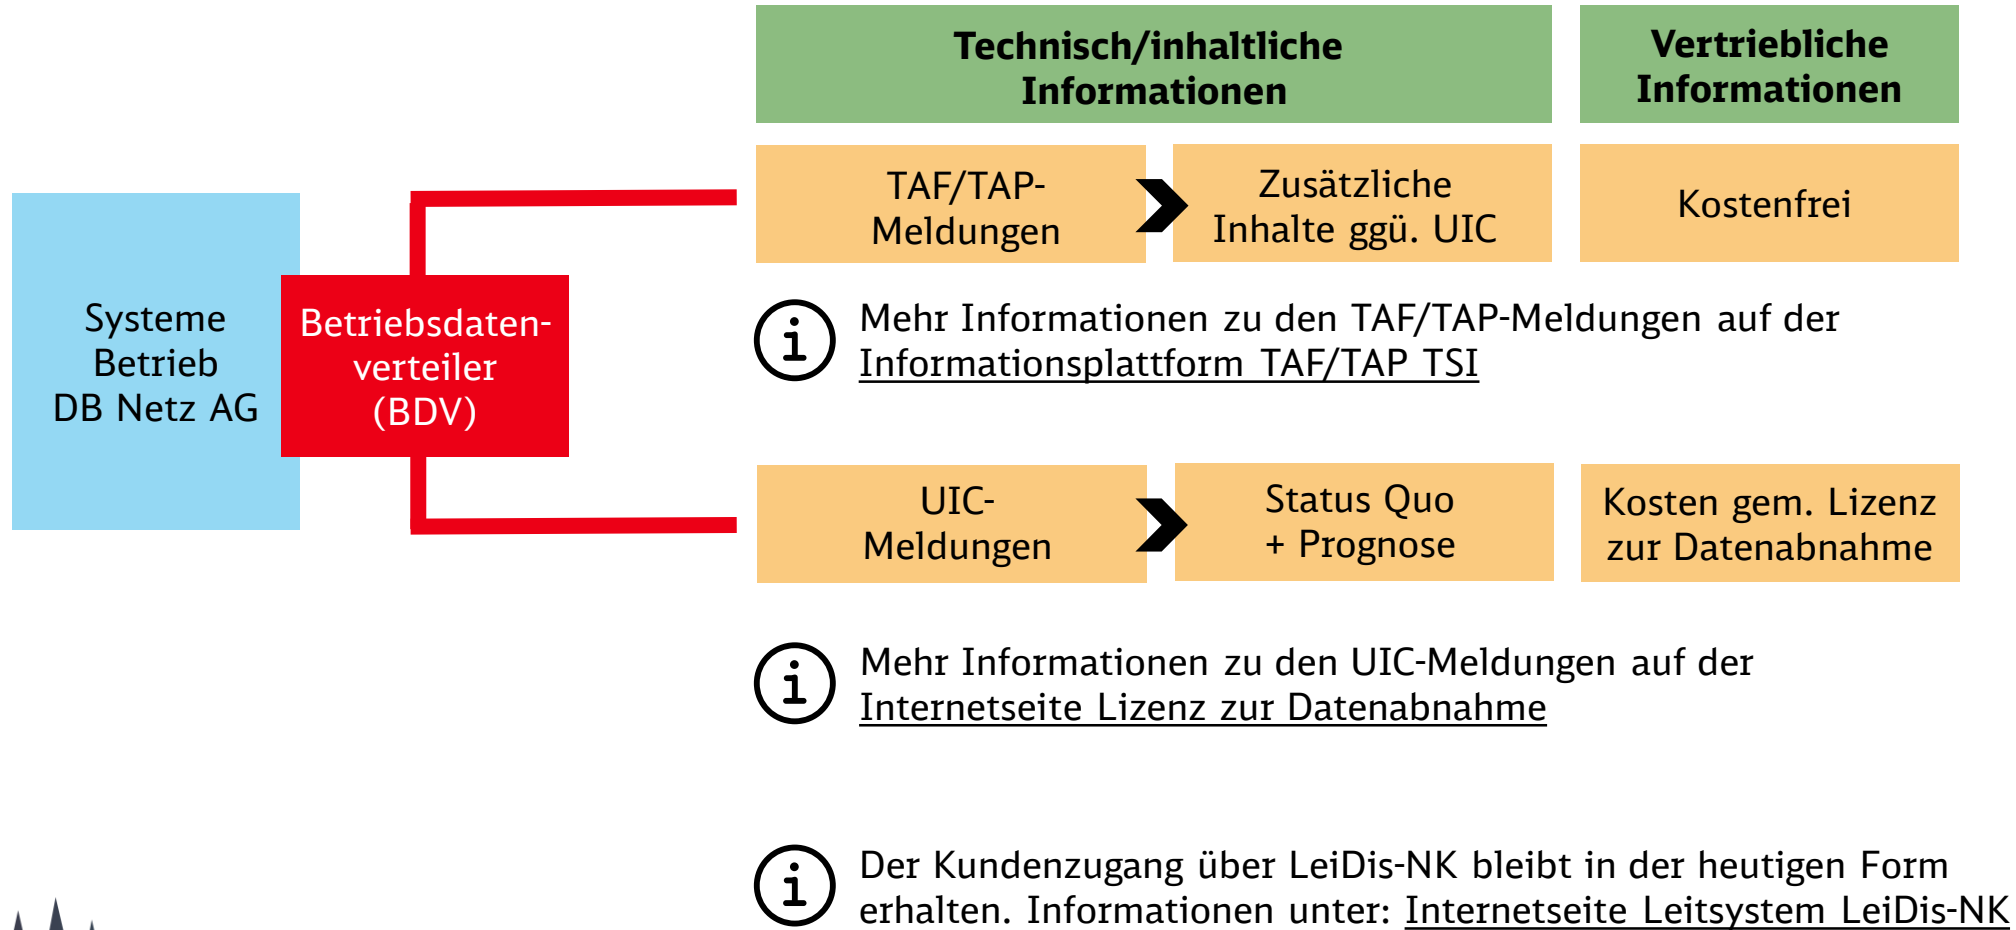 Technisch/inhaltliche
Informationen
Vertriebliche
Informationen
TAF/TAP-
Meldungen
Zusätzliche
Inhalte ggü. UIC
Kostenfrei
Systeme
Betrieb
DB Netz AG
Betriebsdaten-
verteiler
(BDV)
Mehr Informationen zu den TAF/TAP-Meldungen auf der
Informationsplattform TAF/TAP TSI
UIC-
Meldungen
Status Quo
+ Prognose
Kosten gem. Lizenz
zur Datenabnahme
Mehr Informationen zu den UIC-Meldungen auf der
Internetseite Lizenz zur Datenabnahme
Der Kundenzugang über LeiDis-NK bleibt in der heutigen Form
erhalten. Informationen unter: Internetseite Leitsystem LeiDis-NK